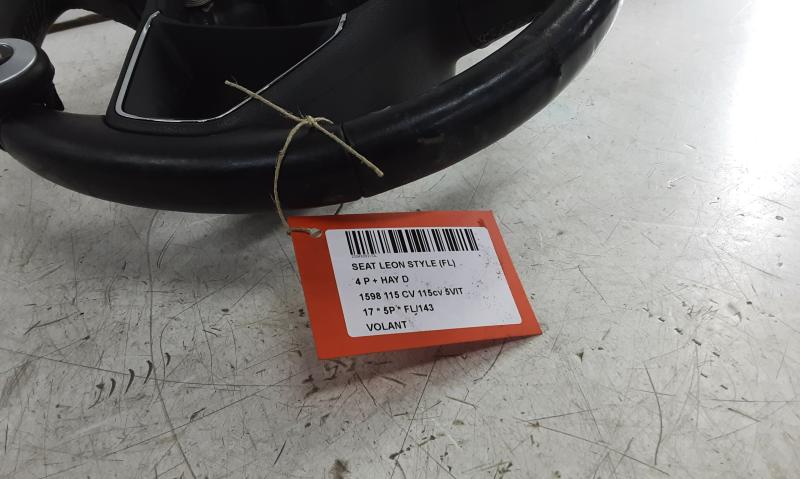 SEAT LEON STYLE (FL)
4 P + HAY D
1598 115 CV 115cv 5VIT
17 * 5P * FL/143
VOLANT